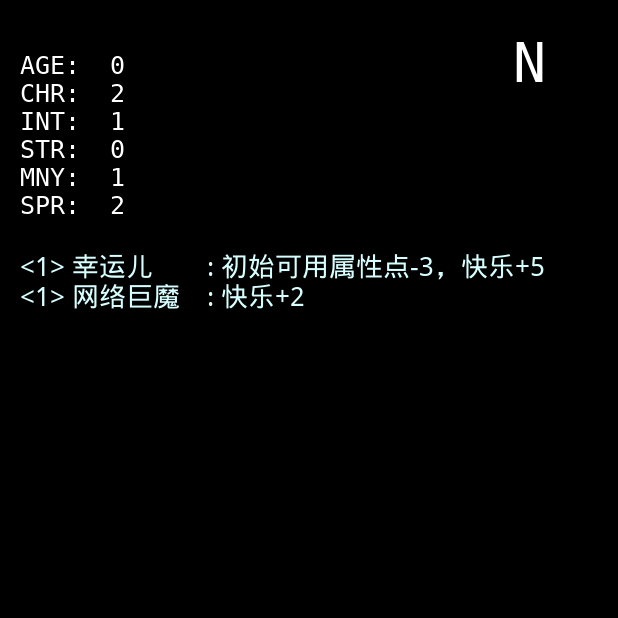 N
AGE: 0
CHR: 2
INT: 1
STR: 0
MNY: 1
SPR: 2
<1> 幸运儿 : 初始可用属性点-3，快乐+5
<1> 网络巨魔 : 快乐+2